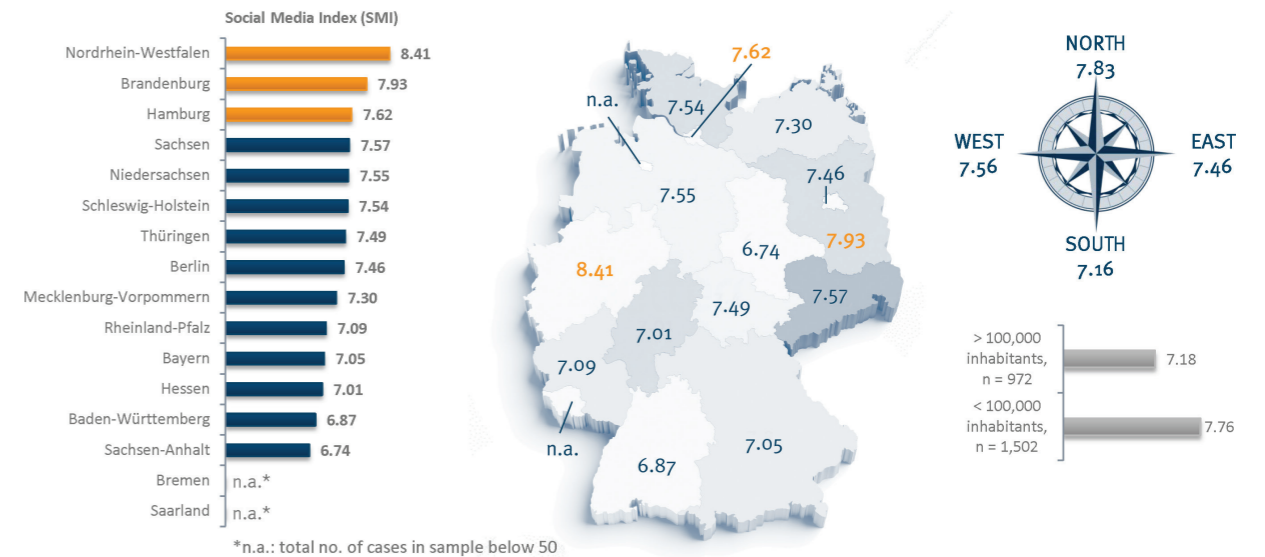 Social Media Index (SMI)
Nordrhein-Westfalen 8.41
Brandenburg 7.93
Hamburg 7.62
Sachsen 7.57
Niedersachsen 7.55
Schleswig-Holstein 7.54
Thüringen 7.49
Berlin 7.46
Mecklenburg-Vorpommern 7.30
Rheinland-Pfalz 7.09
Bayern 7.05
Hessen 7.01
Baden-Württemberg 6.87
Sachsen-Anhalt 6.74
Bremen n.a.*
Saarland n.a.*
*n.a.: total no. of cases in sample below 50
7.62
n.a.
7.54
7.30
7.46
7.55
7.93
6.74
8.41
7.57
7.49
7.01
7.09
n.a.
7.05
6.87
NORTH
7.83
WEST
7.56
EAST
7.46
SOUTH
7.16
> 100,000
inhabitants,
n = 972
7.18
< 100,000
inhabitants,
n = 1,502
7.76